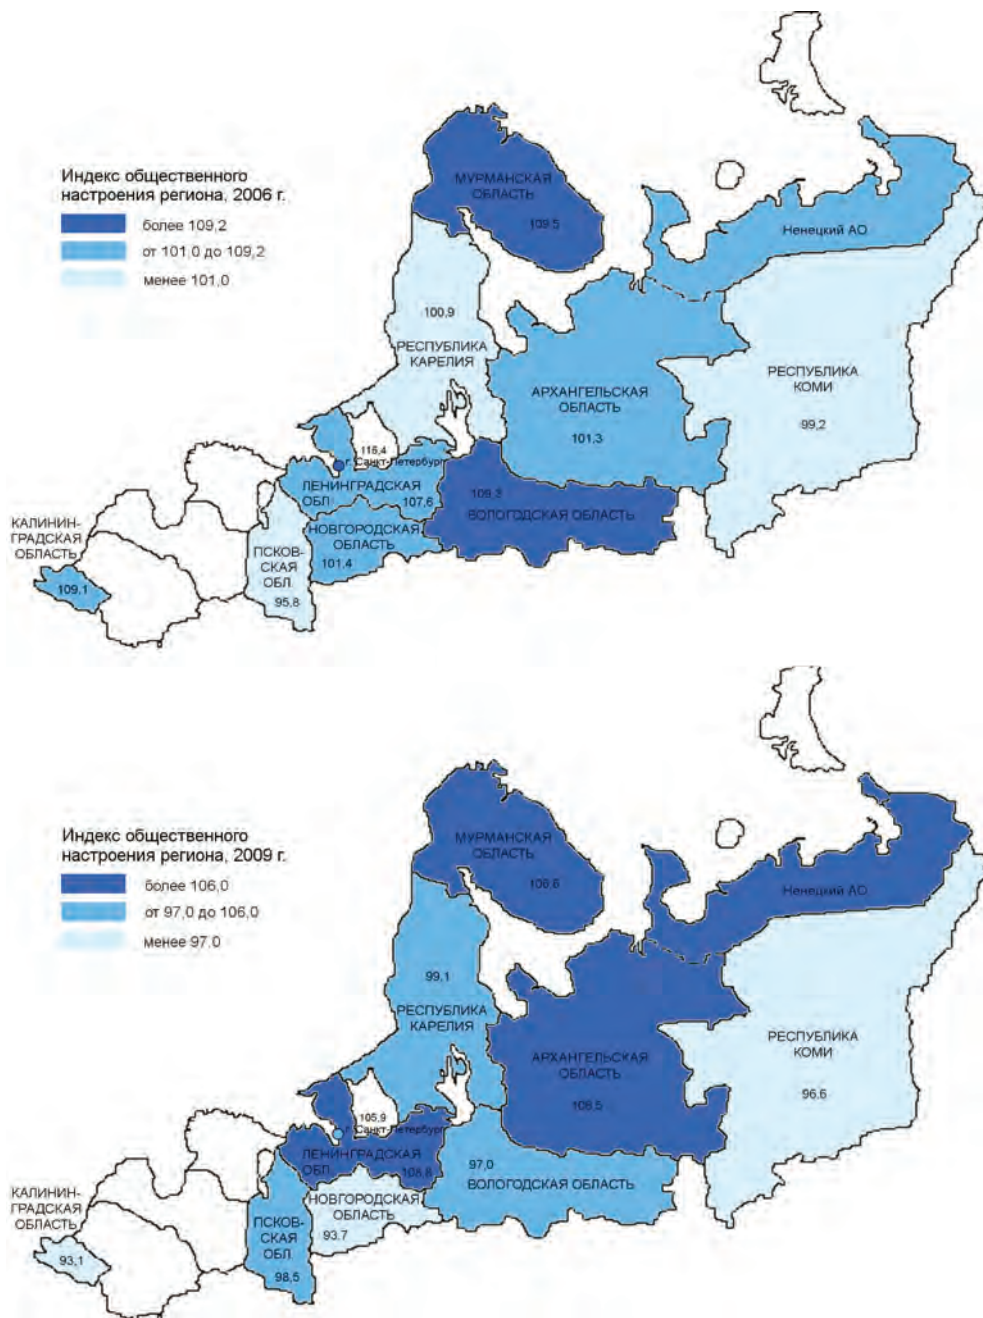 Индекс общественного
настроения региона, 2006 г.
более 109,2
от 101,0 до 109,2
менее 101,0
МУРМАНСКАЯ
ОБЛАСТЬ
109,5
Ненецкий АО
100,9
РЕСПУБЛИКА
КАРЕЛИЯ
РЕСПУБЛИКА
КОМИ
99,2
АРХАНГЕЛЬСКАЯ
ОБЛАСТЬ
101,3
115,4
г. Санкт-Петербург
ЛЕНИНГРАДСКАЯ
ОБЛ.
107,6
109,3
ВОЛОГОДСКАЯ ОБЛАСТЬ
НОВГОРОДСКАЯ
ОБЛАСТЬ
101,4
КАЛИНИН-
ГРАДСКАЯ
ОБЛАСТЬ
109,1
ПСКОВ-
СКАЯ
ОБЛ.
95,8
Индекс общественного
настроения региона, 2009 г.
более 106,0
от 97,0 до 106,0
менее 97,0
МУРМАНСКАЯ
ОБЛАСТЬ
Ненецкий АО
99,1
РЕСПУБЛИКА
КАРЕЛИЯ
РЕСПУБЛИКА
КОМИ
96,6
АРХАНГЕЛЬСКАЯ
ОБЛАСТЬ
105,9
г. Санкт-Петербург
ЛЕНИНГРАДСКАЯ
ОБЛ.
108,8
97,0
ВОЛОГОДСКАЯ ОБЛАСТЬ
НОВГОРОДСКАЯ
ОБЛАСТЬ
93,7
КАЛИНИН-
ГРАДСКАЯ
ОБЛАСТЬ
93,1
ПСКОВ-
СКАЯ
ОБЛ.
98,5